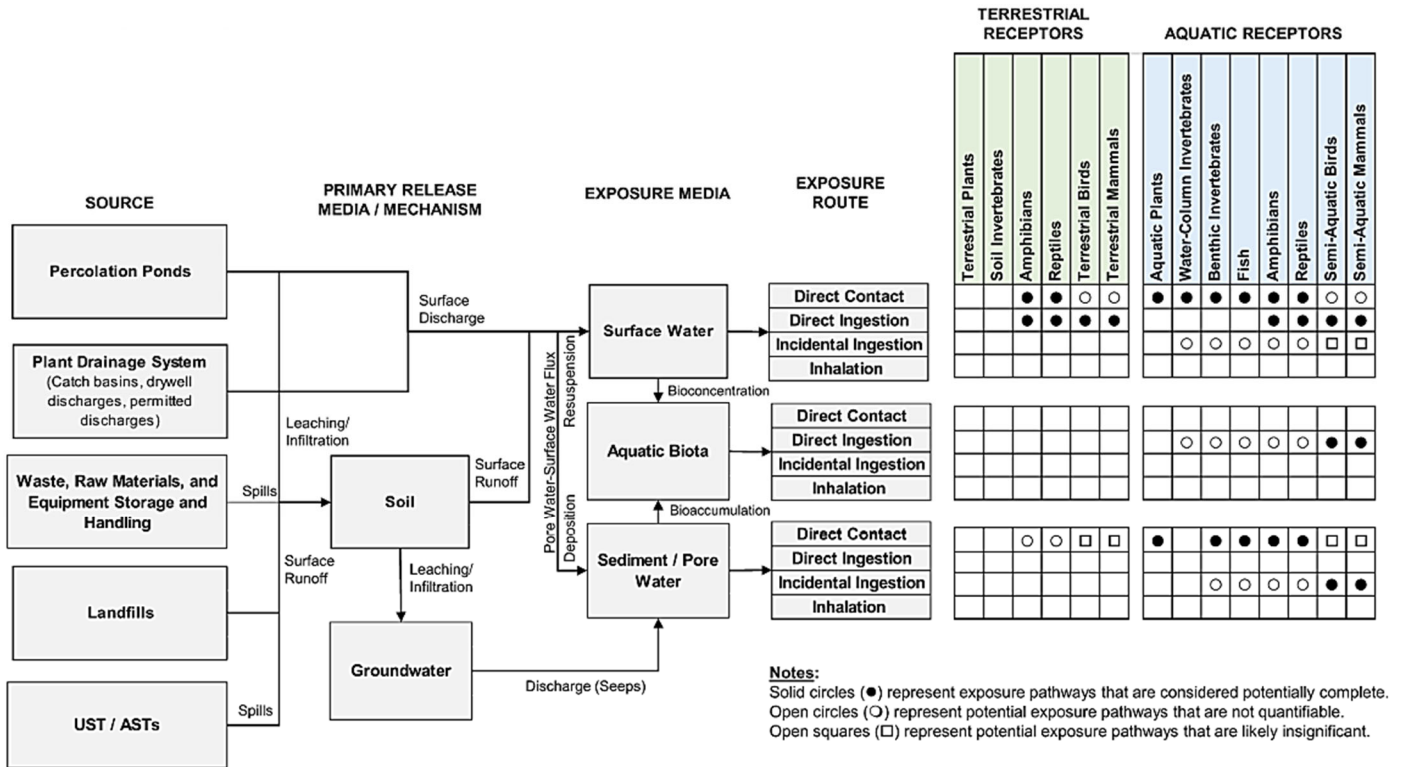 TERRESTRIAL
RECEPTORS
AQUATIC RECEPTORS
Terrestrial Plants
Soil Invertebrates
Amphibians
Reptiles
Terrestrial Birds
Terrestrial Mammals
Aquatic Plants
Water-Column Invertebrates
Benthic Invertebrates
Fish
Amphibians
Reptiles
Semi-Aquatic Birds
Semi-Aquatic Mammals
SOURCE
PRIMARY RELEASE
MEDIA / MECHANISM
EXPOSURE MEDIA
EXPOSURE
ROUTE
Percolation Ponds
Plant Drainage System
(Catch basins, drywell
discharges, permitted
discharges)
Waste, Raw Materials, and
Equipment Storage and
Handling
Landfills
UST / ASTs
Spills
Spills
Leaching/
Infiltration
Surface
Runoff
Soil
Leaching/
Infiltration
Groundwater
Surface
Discharge
Surface
Runoff
Pore Water-Surface Water Flux
Resuspension
Deposition
Discharge (Seeps)
Surface Water
Bioconcentration
Aquatic Biota
Bioaccumulation
Sediment / Pore
Water
Direct Contact
Direct Ingestion
Incidental Ingestion
Inhalation
Direct Contact
Direct Ingestion
Incidental Ingestion
Inhalation
Direct Contact
Direct Ingestion
Incidental Ingestion
Inhalation
Notes:
Solid circles (●) represent exposure pathways that are considered potentially complete.
Open circles (○) represent potential exposure pathways that are not quantifiable.
Open squares (□) represent potential exposure pathways that are likely insignificant.